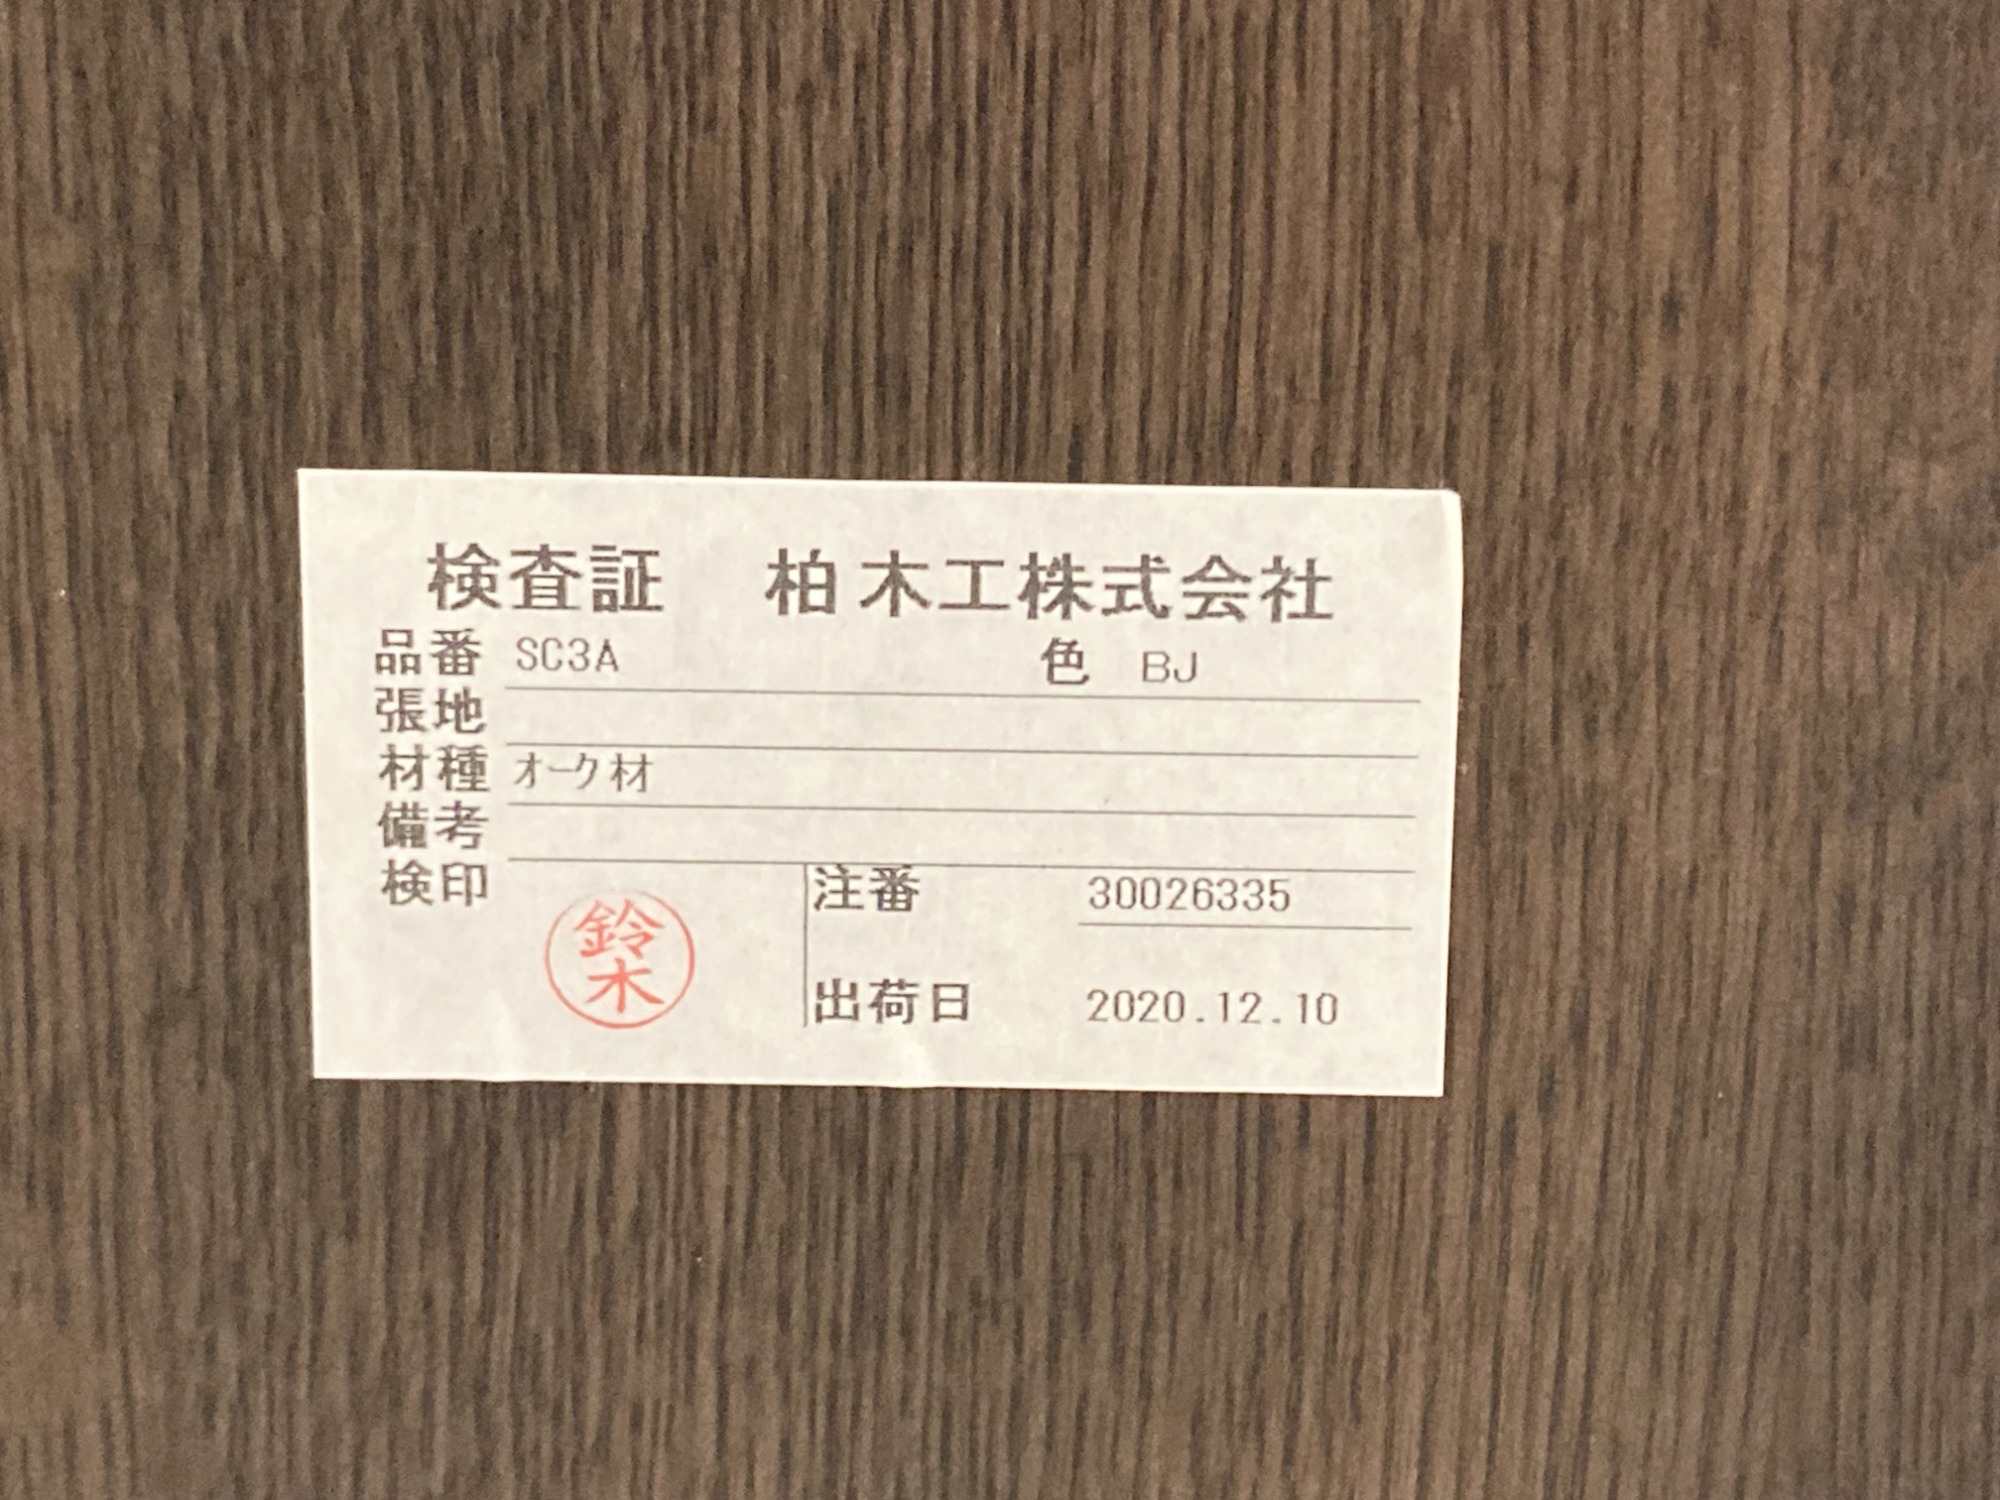 検査証 柏木工株式会社
品番 SC3A 色 BJ
張地
材種 オーク材
備考
検印 鈴木
注番 30026335
出荷日 2020.12.10